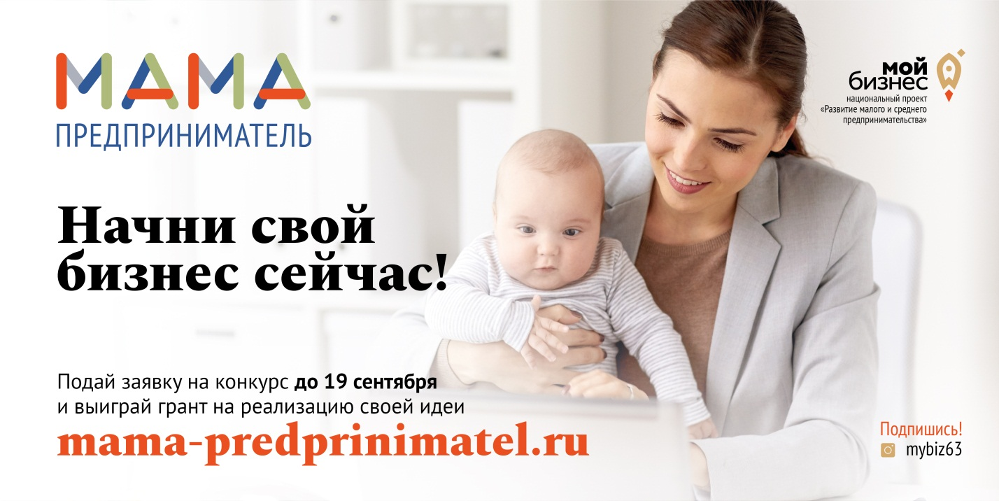 МАМА
ПРЕДПРИНИМАТЕЛЬ
мой
бизнес
национальный проект
«Развитие малого и среднего
предпринимательства»
Начни свой
бизнес сейчас!
Подай заявку на конкурс до 19 сентября
и выиграй грант на реализацию своей идеи
mama-predprinimatel.ru
Подпишись!
mybiz63